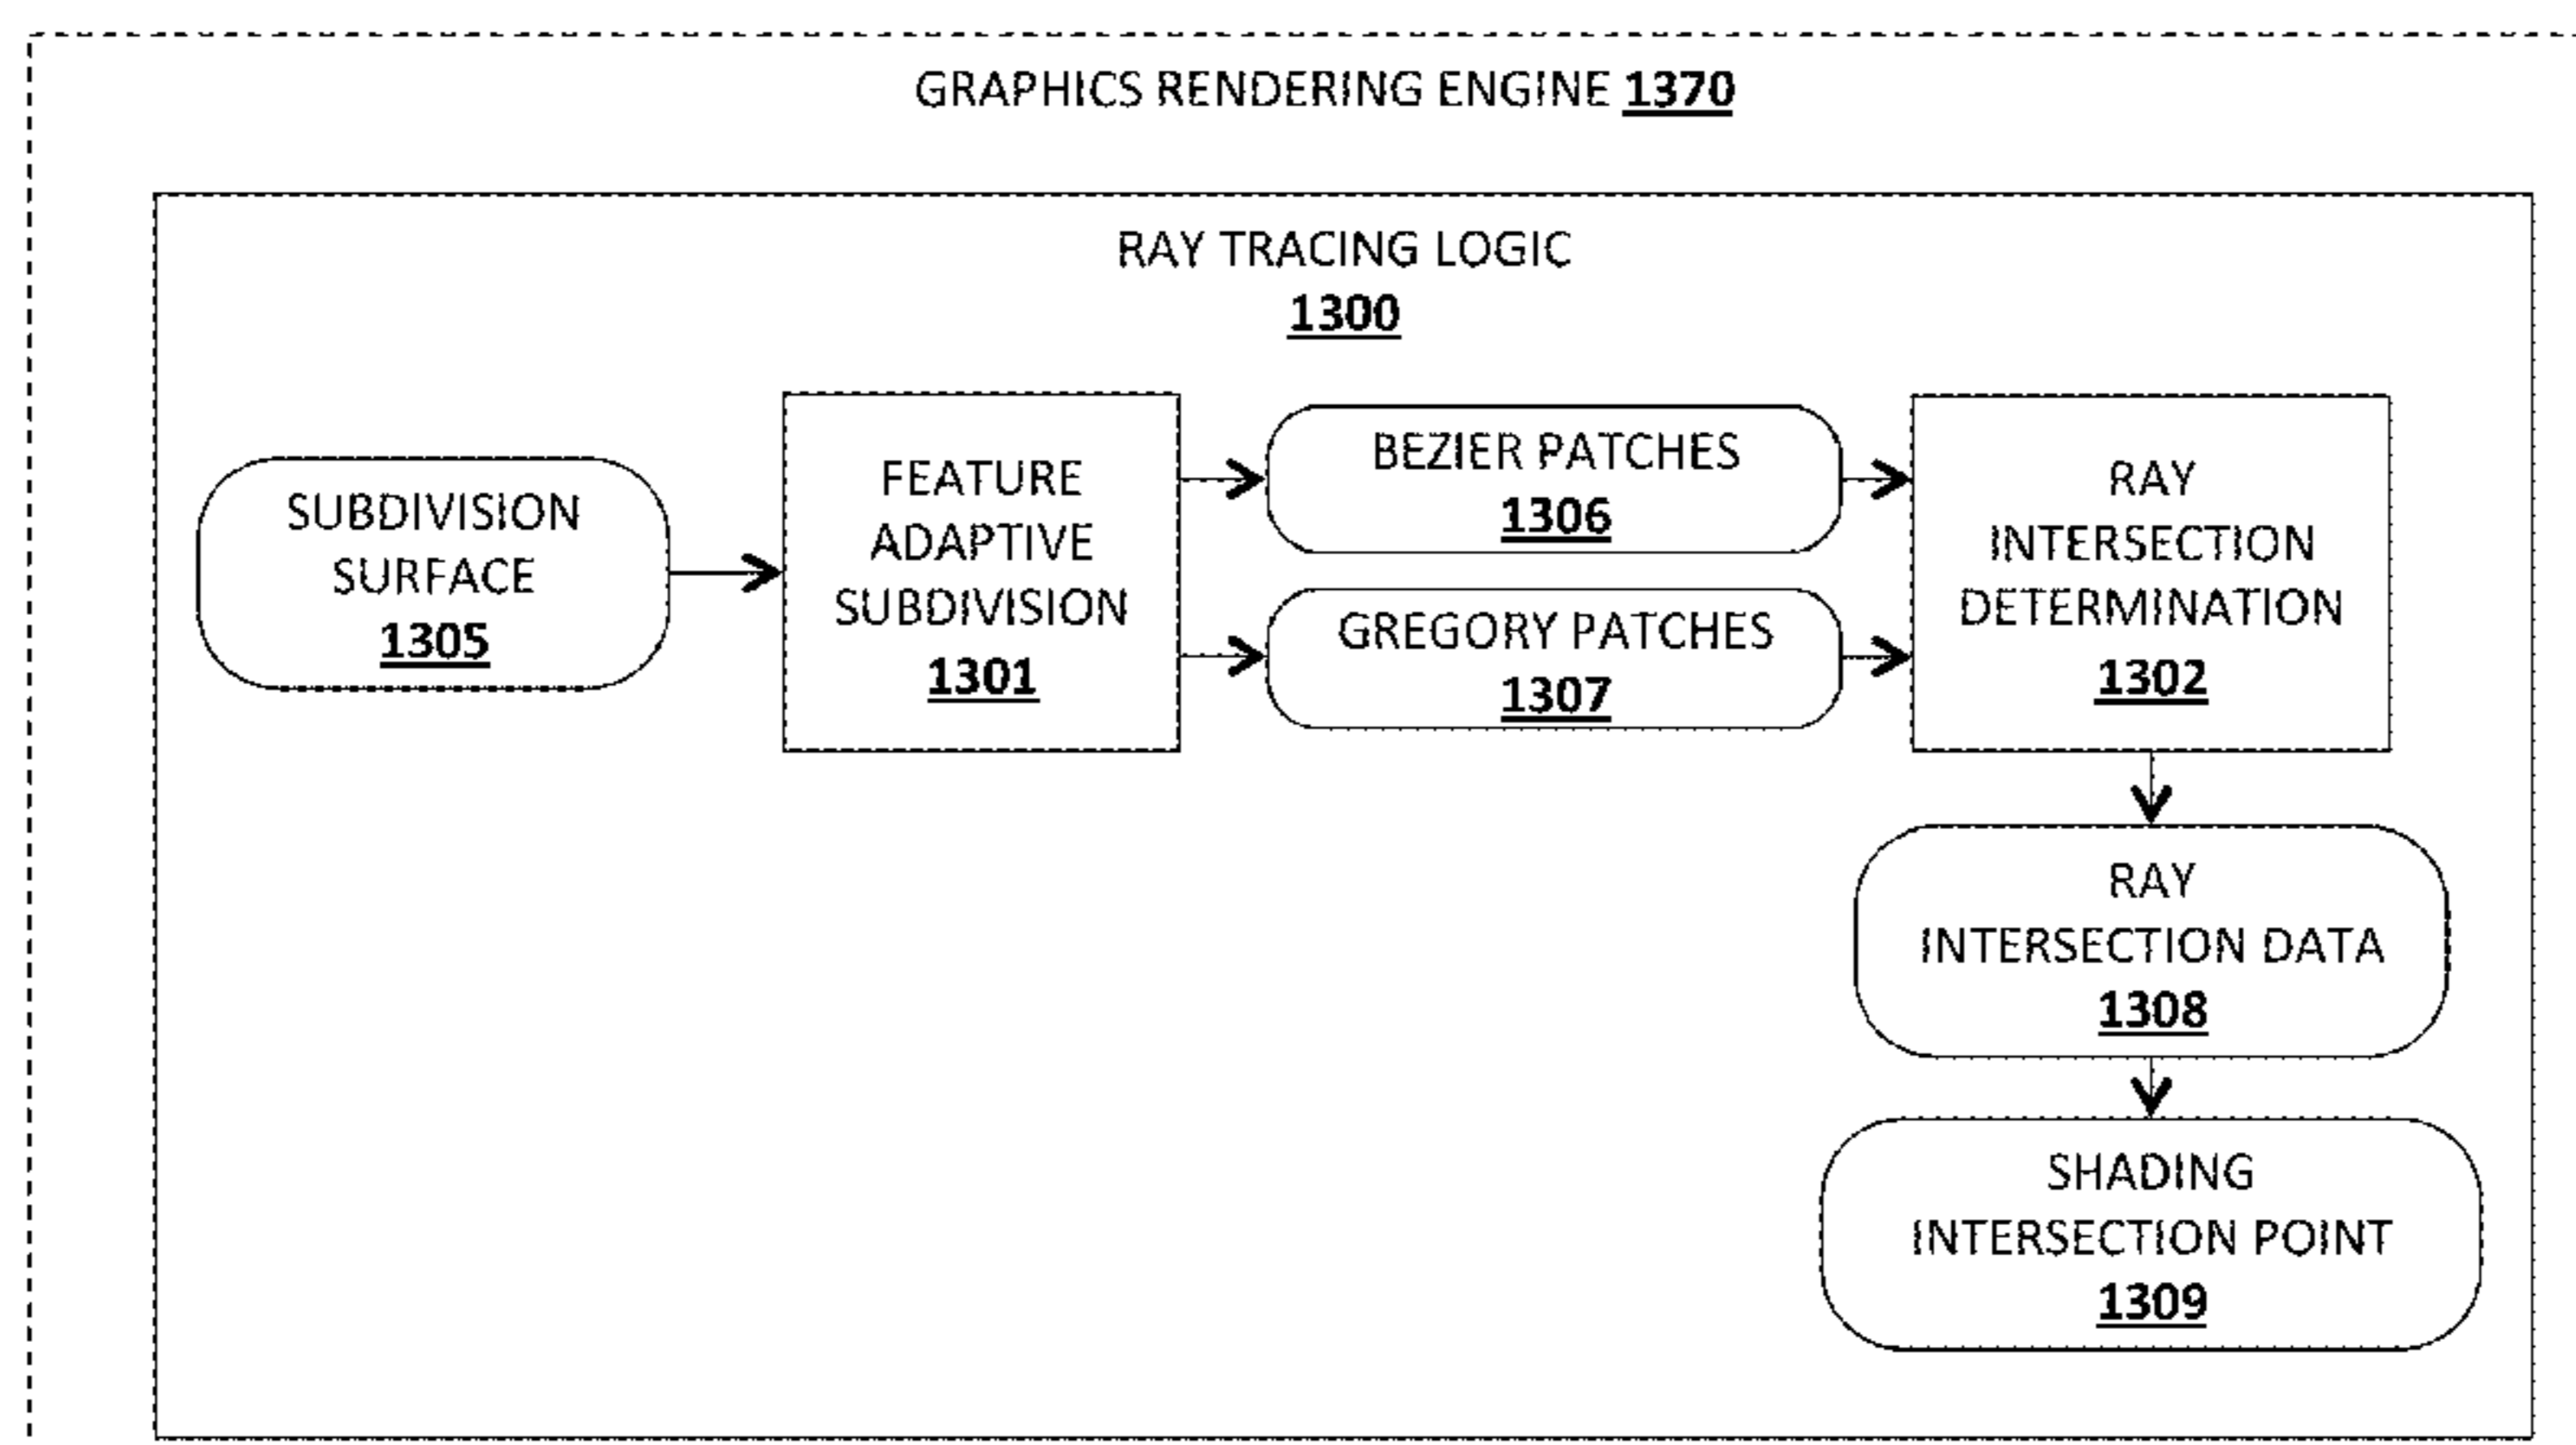 GRAPHICS RENDERING ENGINE 1370
RAY TRACING LOGIC
1300
SUBDIVISION
SURFACE
1305
FEATURE
ADAPTIVE
SUBDIVISION
1301
BEZIER PATCHES
1306
GREGORY PATCHES
1307
RAY
INTERSECTION
DETERMINATION
1302
RAY
INTERSECTION DATA
1308
SHADING
INTERSECTION POINT
1309